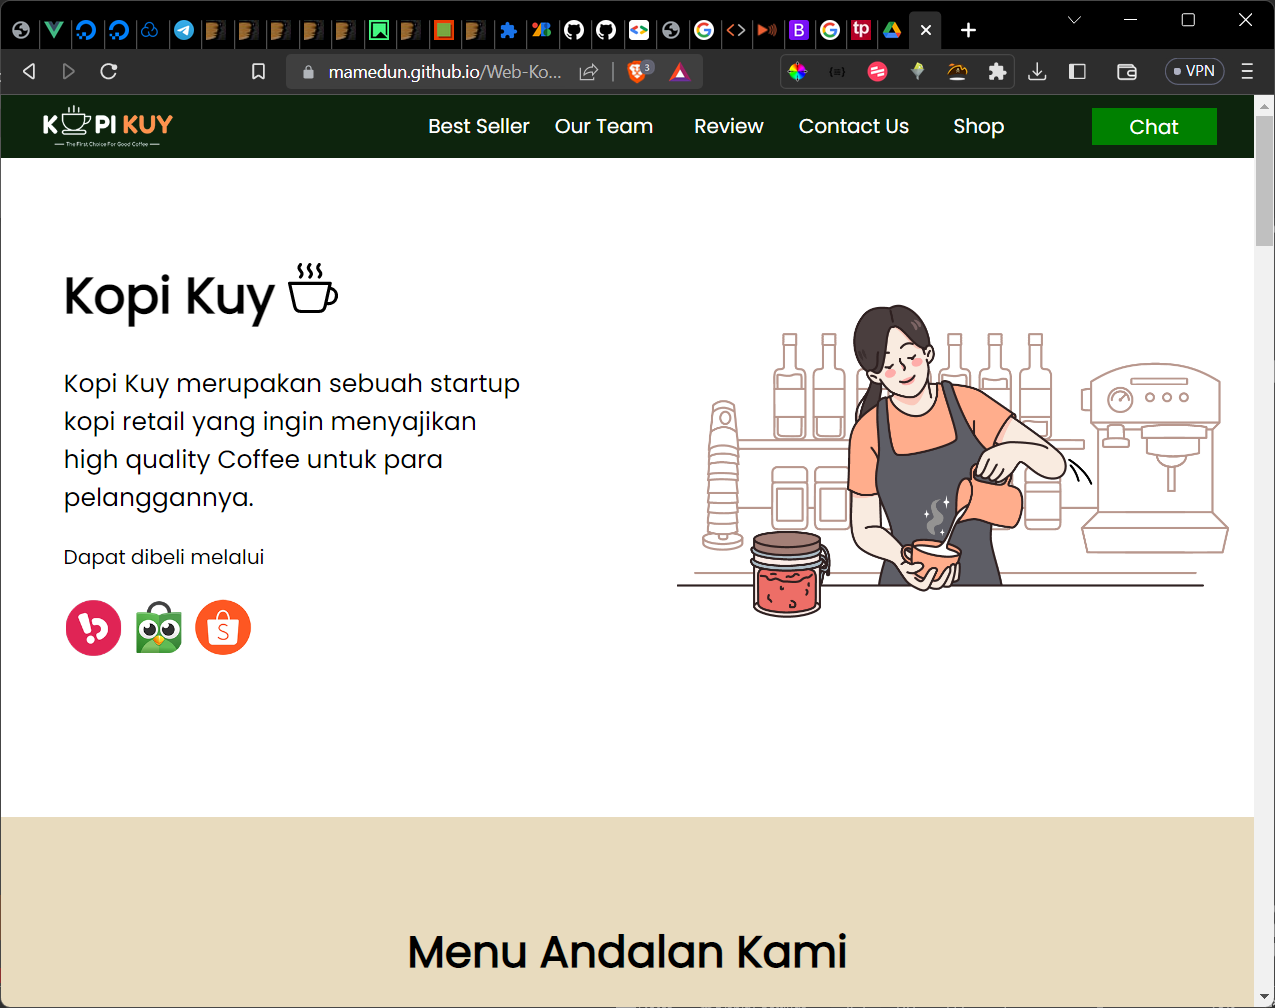 mamedun.github.io/Web-Ko...
3
VPN
K PI KUY
The First Choice For Good Coffee
Best Seller
Our Team
Review
Contact Us
Shop
Chat
Kopi Kuy
Kopi Kuy merupakan sebuah startup
kopi retail yang ingin menyajikan
high quality Coffee untuk para
pelanggannya.
Dapat dibeli melalui
Menu Andalan Kami